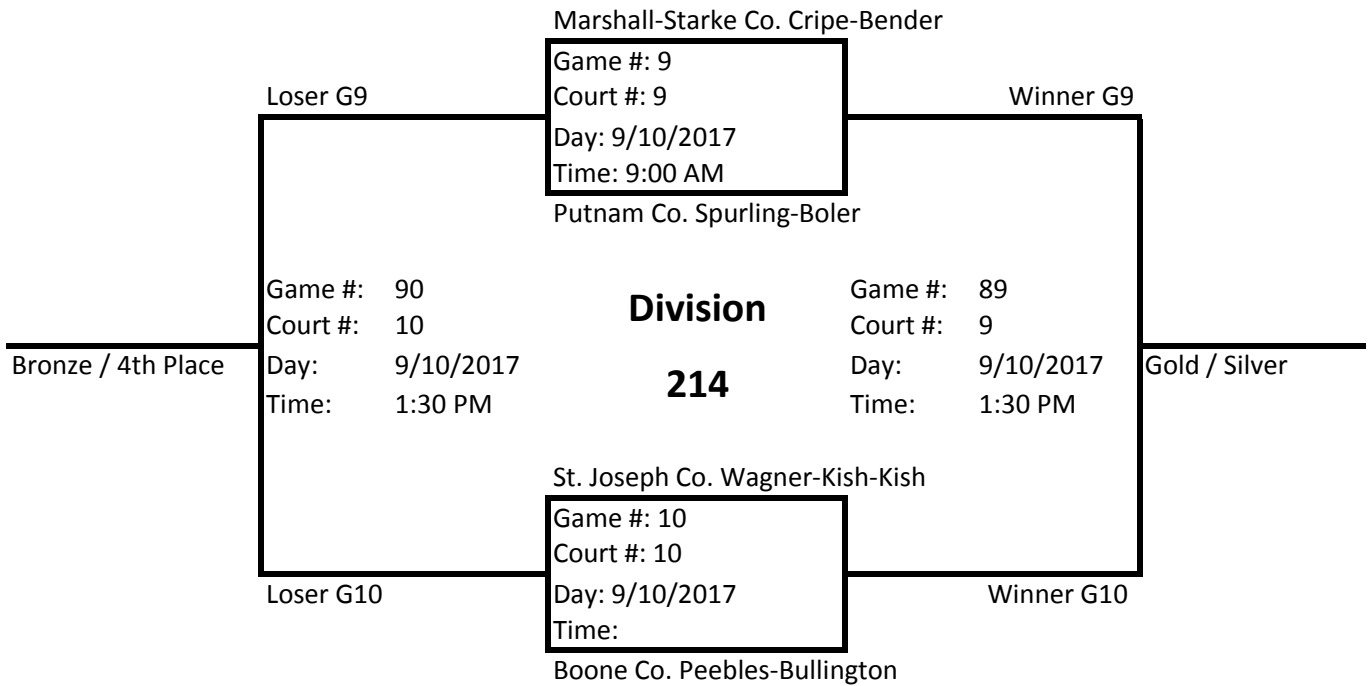 Marshall-Starke Co. Cripe-Bender
Game #: 9
Court #: 9
Day: 9/10/2017
Time: 9:00 AM
Putnam Co. Spurling-Boler
Loser G9
Winner G9
Game #: 90
Court #: 10
Day: 9/10/2017
Time: 1:30 PM
Bronze / 4th Place
Division
214
Game #: 89
Court #: 9
Day: 9/10/2017
Time: 1:30 PM
Gold / Silver
St. Joseph Co. Wagner-Kish-Kish
Game #: 10
Court #: 10
Day: 9/10/2017
Time:
Boone Co. Peebles-Bullington
Loser G10
Winner G10